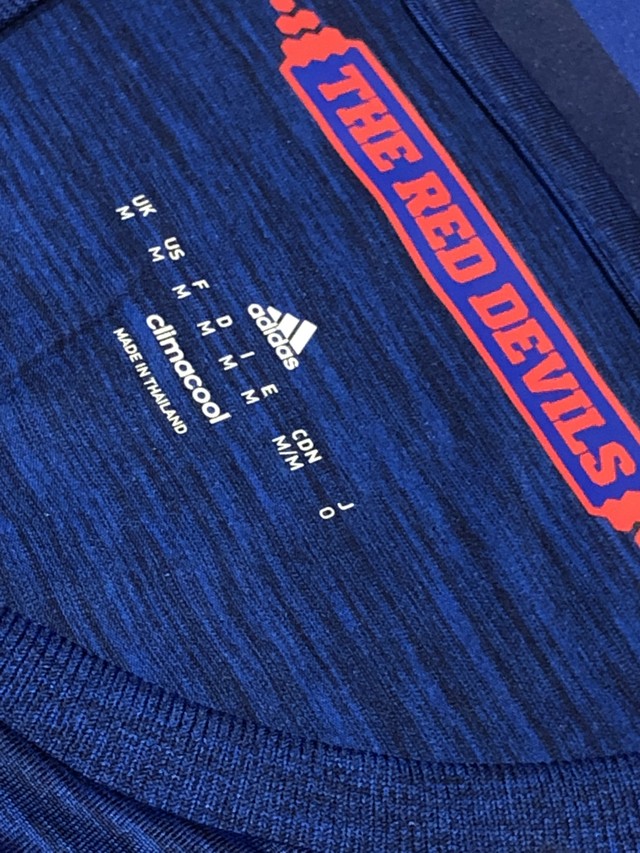 THE RED DEVILS
adidas
UK US F D I E CDN J
M M M M M M M/M O
climacool
MADE IN THAILAND